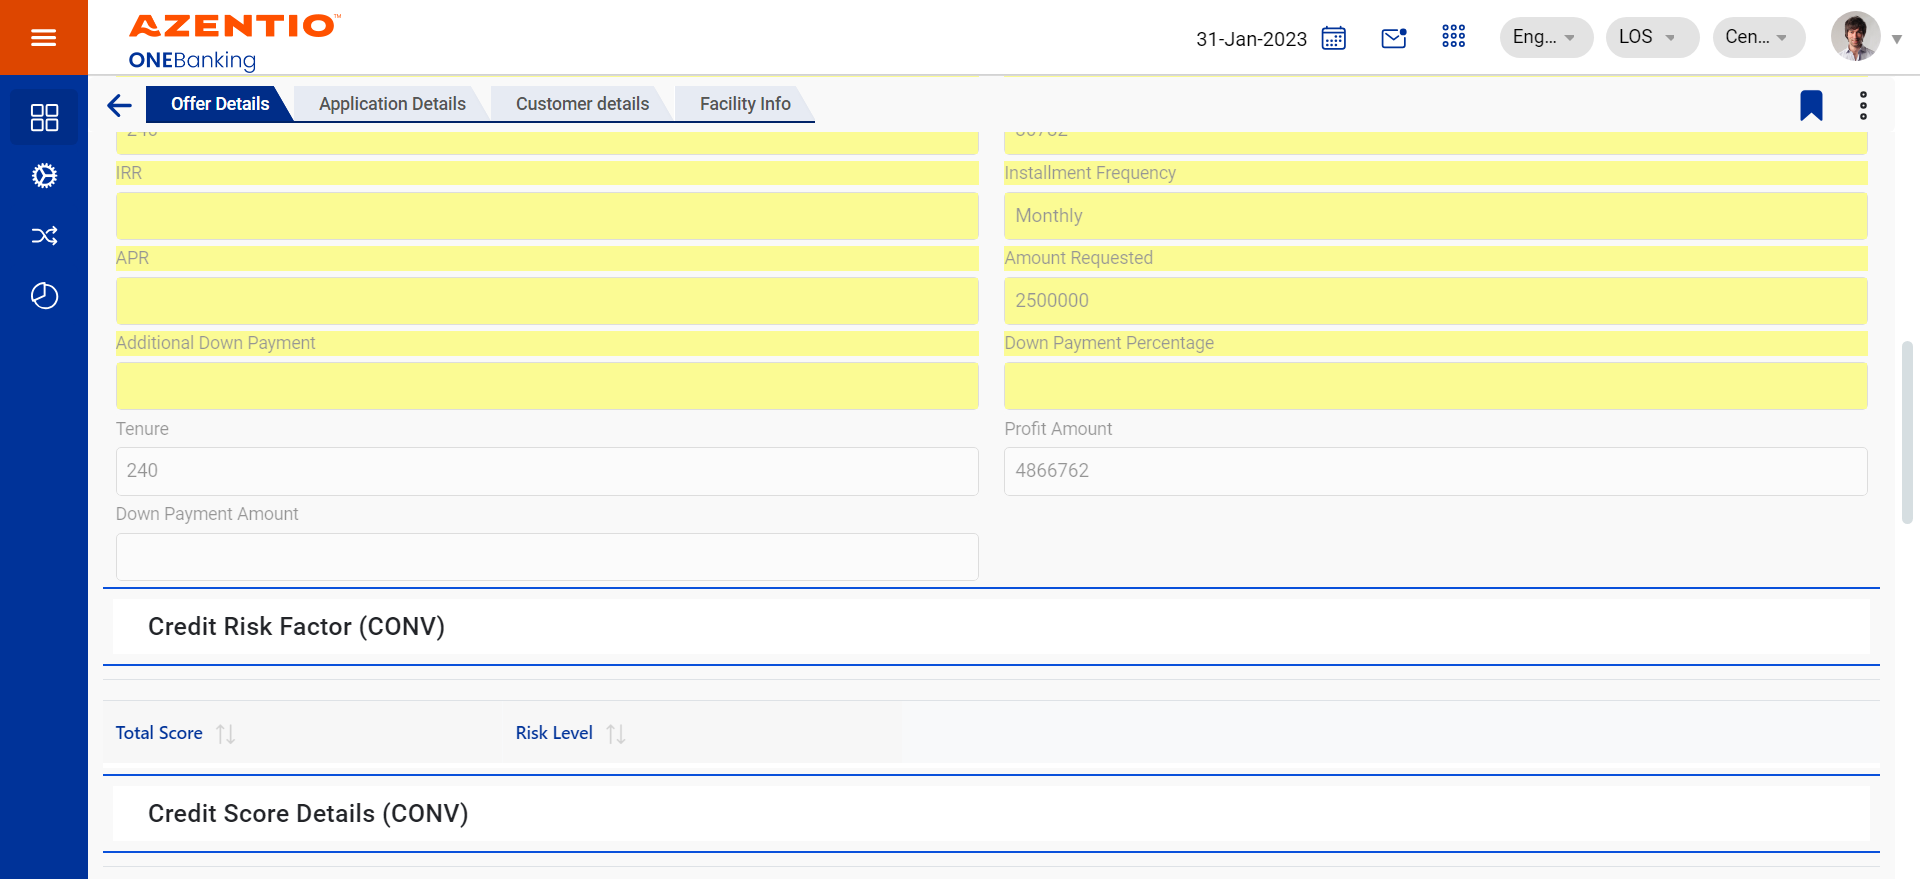 AZENTIO™
ONEBanking
31-Jan-2023
Eng...
LOS
Cen...
Offer Details
Application Details
Customer details
Facility Info
IRR
Installment Frequency
Monthly
APR
Amount Requested
2500000
Additional Down Payment
Down Payment Percentage
Tenure
Profit Amount
240
4866762
Down Payment Amount
Credit Risk Factor (CONV)
Total Score
Risk Level
Credit Score Details (CONV)